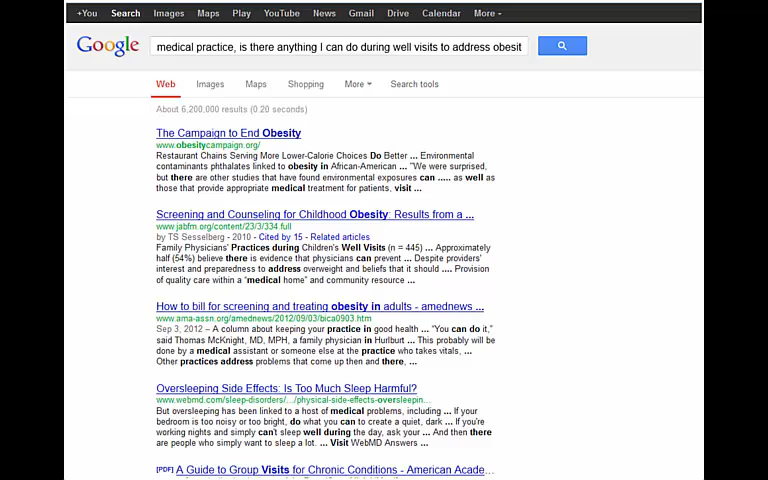 +You Search Images Maps Play YouTube News Gmail Drive Calendar More
Google medical practice, is there anything I can do during well visits to address obesit
Web Images Maps Shopping More Search tools
About 6,200,000 results (0.20 seconds)
The Campaign to End Obesity
www.obesitycampaign.org/
Restaurant Chains Serving More Lower-Calorie Choices Do Better ... Environmental
contaminants phthalates linked to obesity in African-American ... "We were surprised,
but there are other studies that have found environmental exposures can ..... as well as
those that provide appropriate medical treatment for patients, visit ...
Screening and Counseling for Childhood Obesity: Results from a ...
www.jabfm.org/content/23/3/334.full
by TS Sesselberg - 2010 - Cited by 15 - Related articles
Family Physicians' Practices during Children's Well Visits (n = 445) ... Approximately
half (54%) believe there is evidence that physicians can prevent ... Despite providers'
interest and preparedness to address overweight and beliefs that it should .... Provision
of quality care within a "medical home" and community resource ...
How to bill for screening and treating obesity in adults - amednews ...
www.ama-assn.org/amednews/2012/09/03/bica0903.htm
Sep 3, 2012 – A column about keeping your practice in good health ... "You can do it,"
said Thomas McKnight, MD, MPH, a family physician in Hurlburt ... This probably will be
done by a medical assistant or someone else at the practice who takes vitals, ...
Other practices address problems that come up then and there, ...
Oversleeping Side Effects: Is Too Much Sleep Harmful?
www.webmd.com/sleep-disorders/.../physical-side-effects-oversleepin...
But oversleeping has been linked to a host of medical problems, including ... If your
bedroom is too noisy or too bright, do what you can to create a quiet, dark ... If you're
working nights and simply can't sleep well during the day, ask your ... And then there
are people who simply want to sleep a lot. ... Visit WebMD Answers ...
[PDF] A Guide to Group Visits for Chronic Conditions - American Acade...